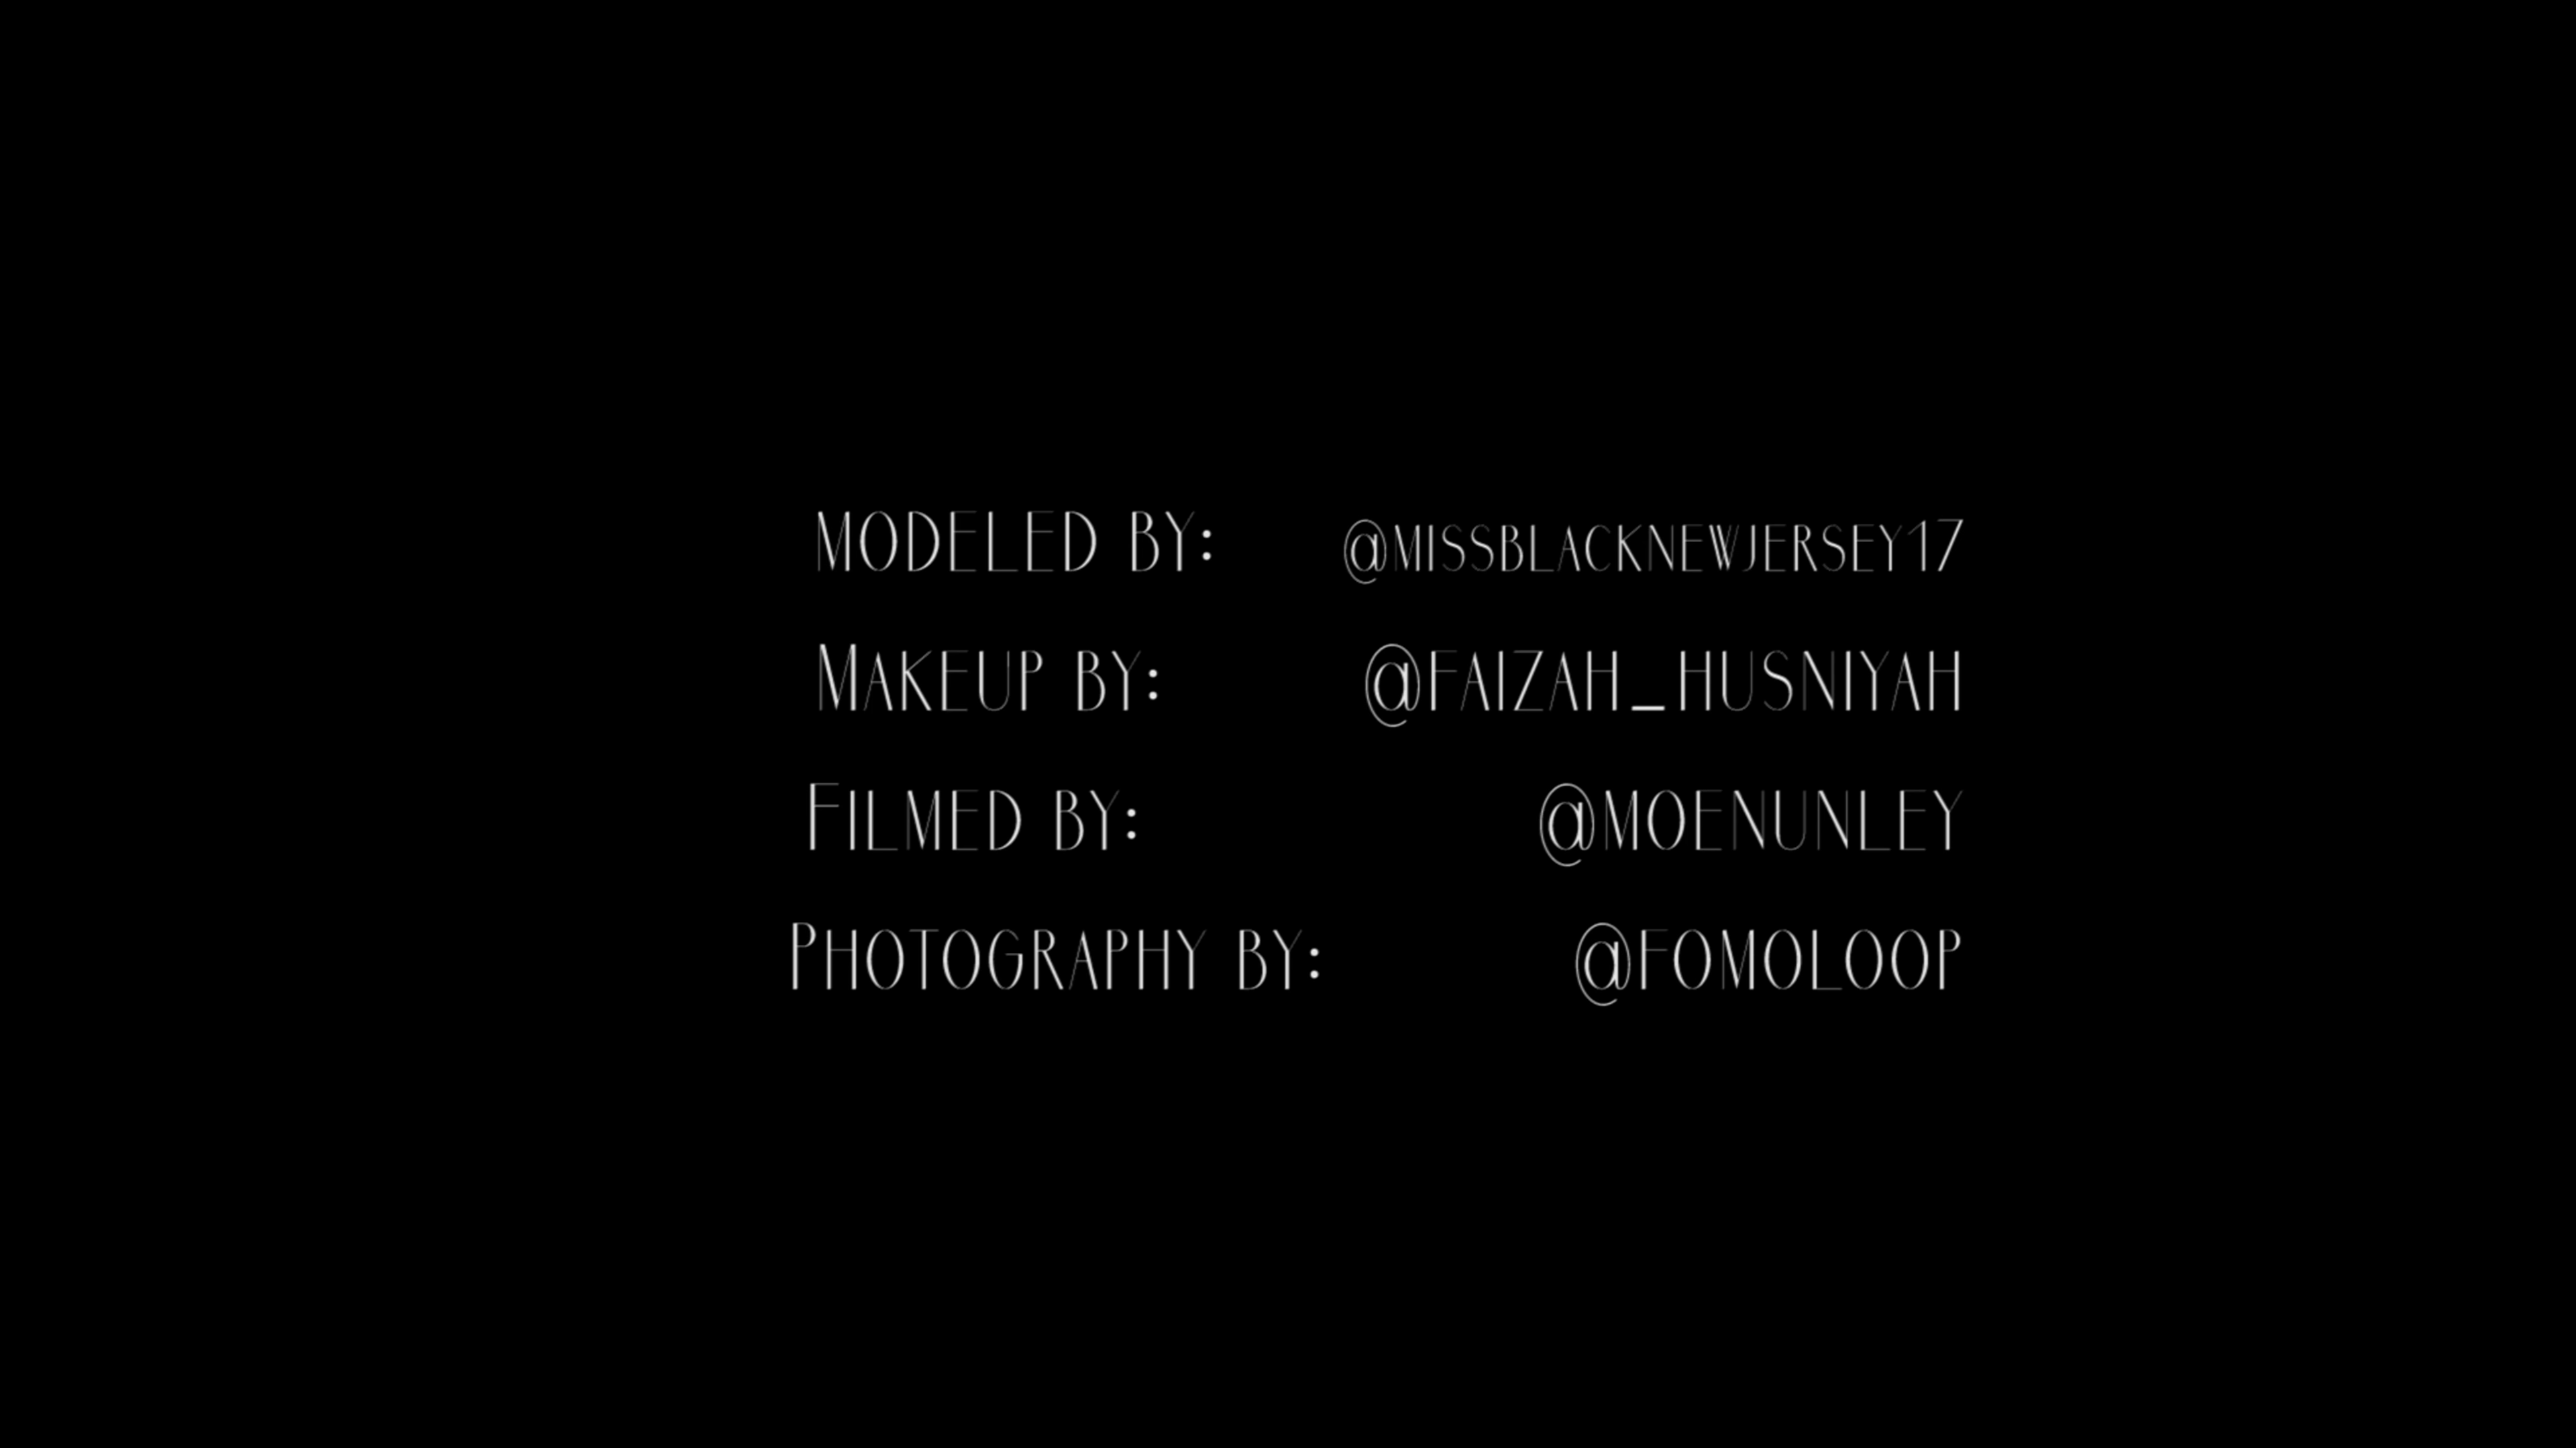 MODELED BY: @MISSBLACKNEWJERSEY17
MAKEUP BY: @FAIZAH_HUSNIYAH
FILMED BY: @MOENUNLEY
PHOTOGRAPHY BY: @FOMOLOOP